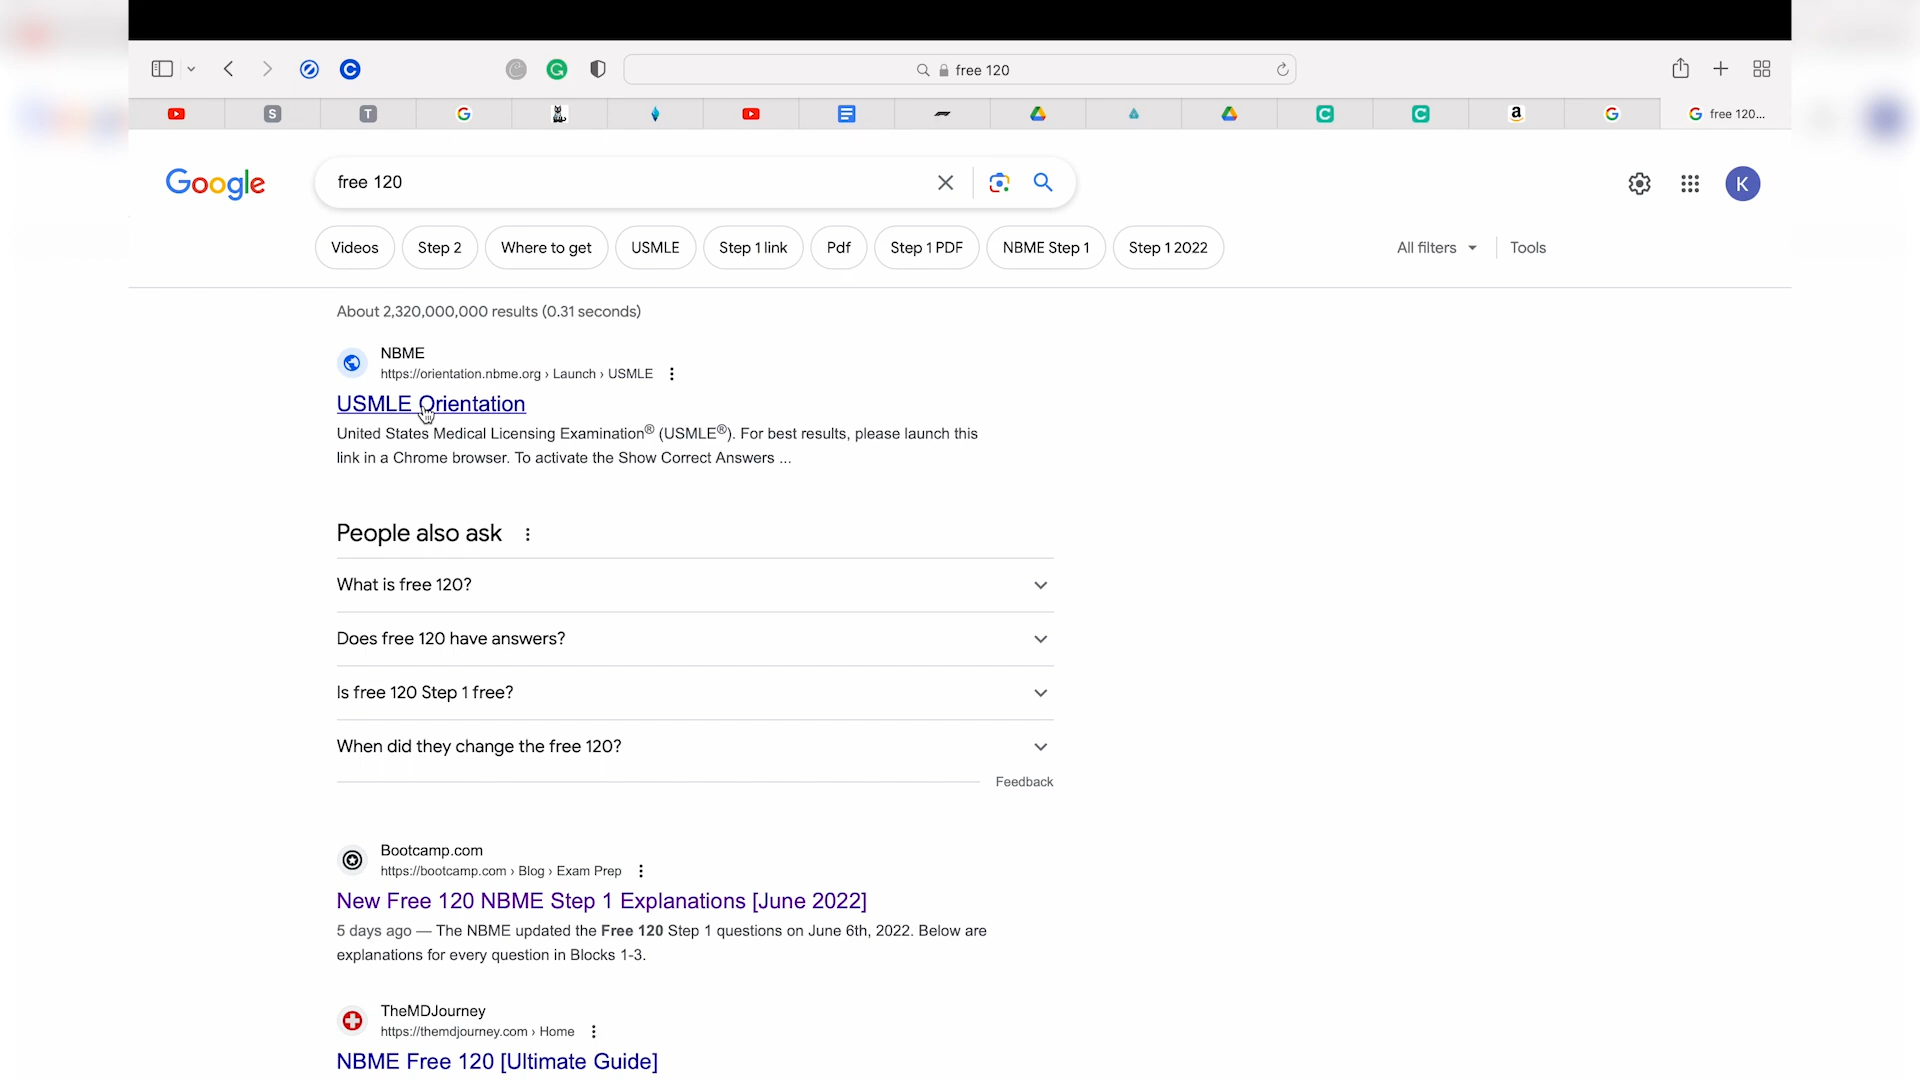 free 120
S
T
a
free 120...
Google
free 120
K
Videos
Step 2
Where to get
USMLE
Step 1 link
Pdf
Step 1 PDF
NBME Step 1
Step 1 2022
All filters
Tools
About 2,320,000,000 results (0.31 seconds)
NBME
https://orientation.nbme.org › Launch › USMLE
USMLE Orientation
United States Medical Licensing Examination® (USMLE®). For best results, please launch this
link in a Chrome browser. To activate the Show Correct Answers ...
People also ask
What is free 120?
Does free 120 have answers?
Is free 120 Step 1 free?
When did they change the free 120?
Feedback
Bootcamp.com
https://bootcamp.com › Blog › Exam Prep
New Free 120 NBME Step 1 Explanations [June 2022]
5 days ago — The NBME updated the Free 120 Step 1 questions on June 6th, 2022. Below are
explanations for every question in Blocks 1-3.
TheMDJourney
https://themdjourney.com › Home
NBME Free 120 [Ultimate Guide]